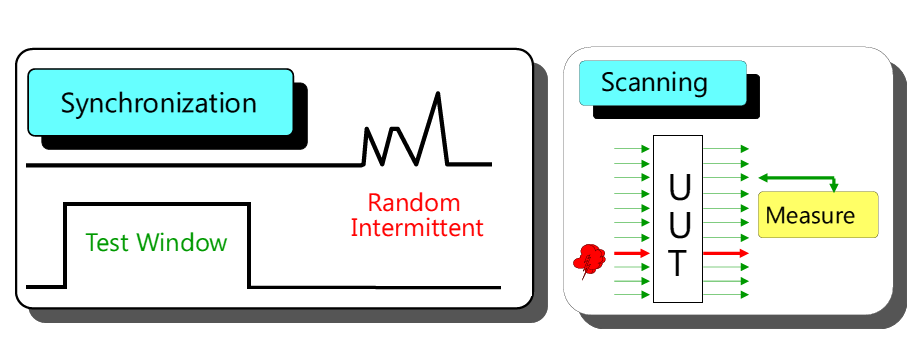 Synchronization
Random
Intermittent
Test Window
Scanning
U
U
T
Measure